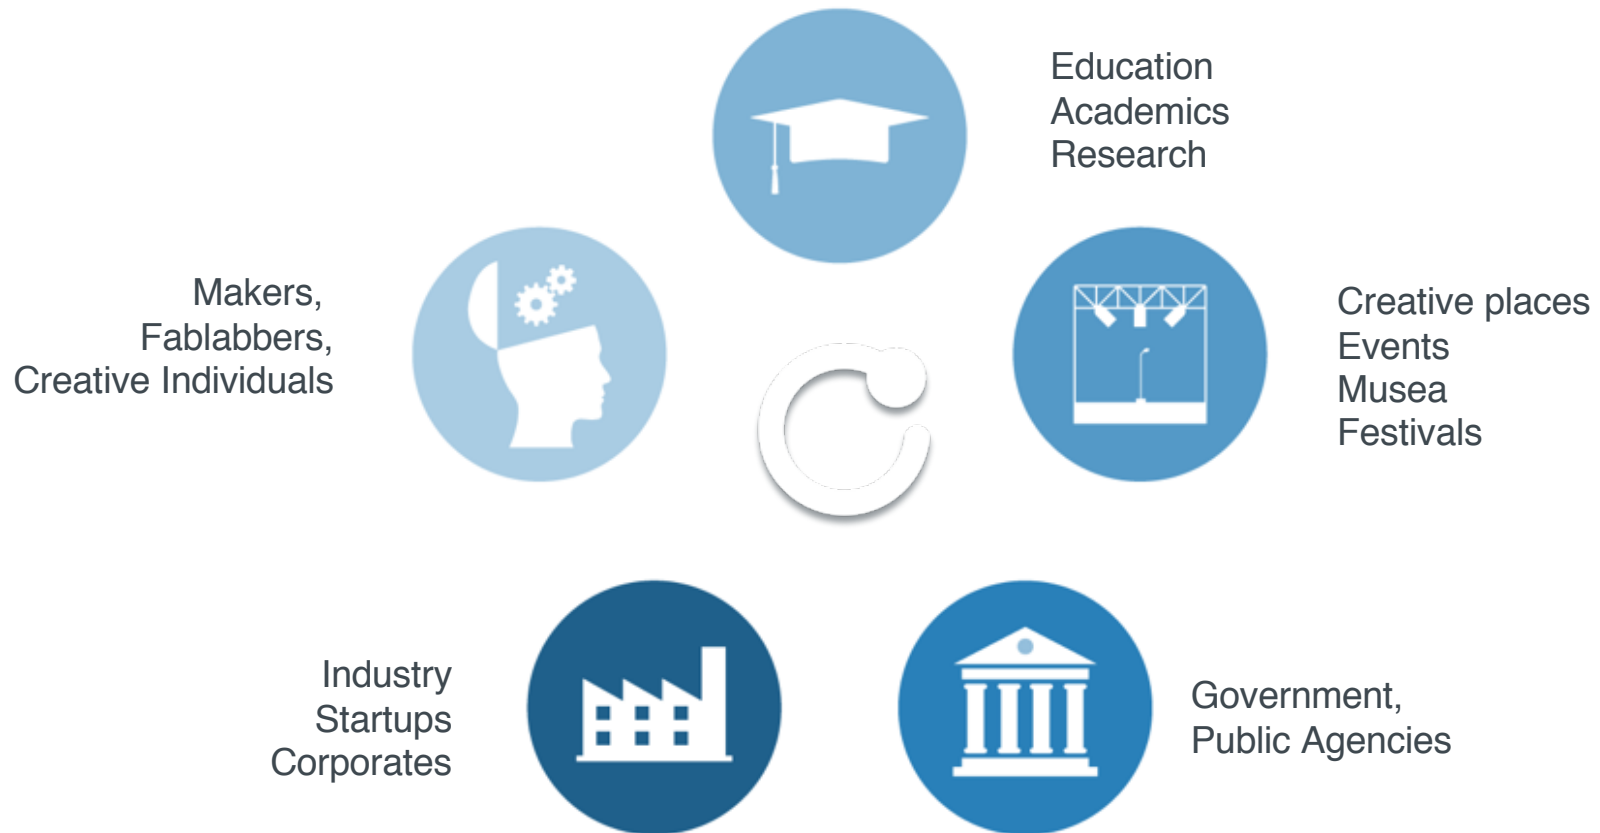 Education
Academics
Research
Makers,
Fablabbers,
Creative Individuals
Creative places
Events
Musea
Festivals
Industry
Startups
Corporates
Government,
Public Agencies